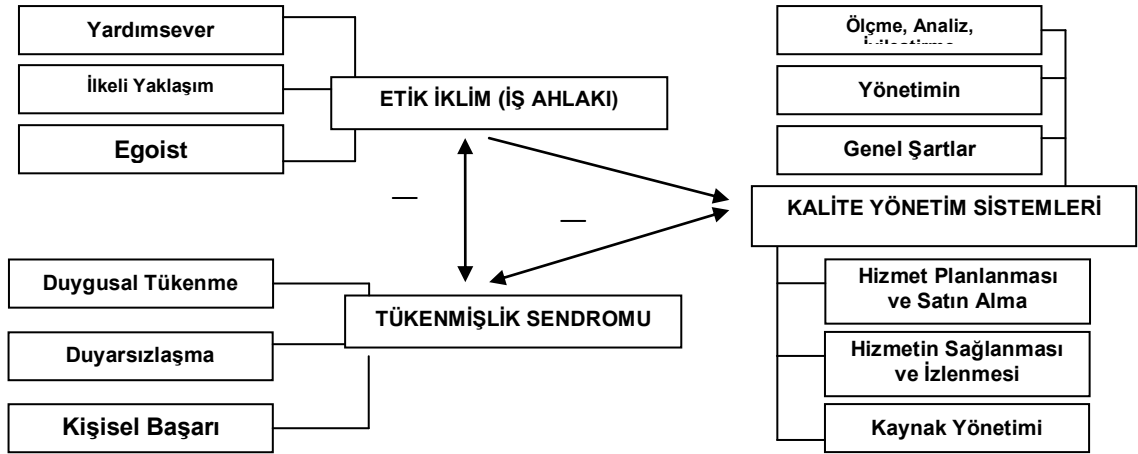 Yardımsever
İlkeli Yaklaşım
Egoist
ETİK İKLİM (İŞ AHLAKI)
Duygusal Tükenme
Duyarsızlaşma
Kişisel Başarı
TÜKENMİŞLİK SENDROMU
—
—
Ölçme, Analiz,
Yönetimin
Genel Şartlar
KALİTE YÖNETİM SİSTEMLERİ
Hizmet Planlanması
ve Satın Alma
Hizmetin Sağlanması
ve İzlenmesi
Kaynak Yönetimi